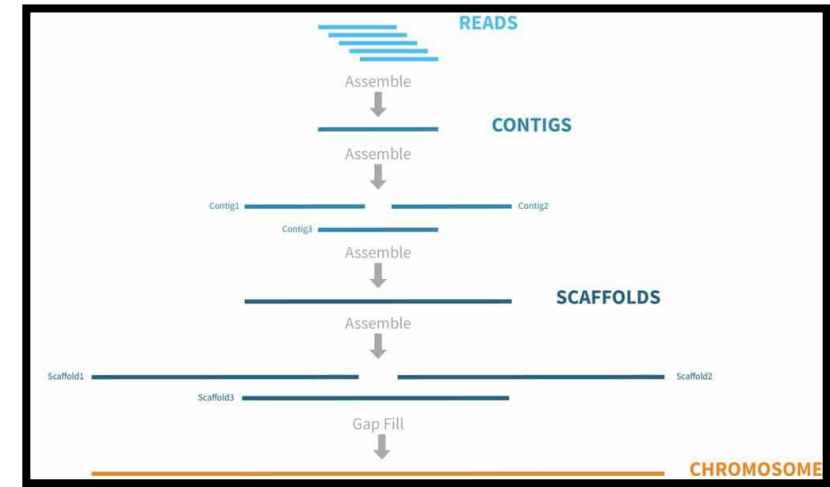 READS
Assemble
CONTIGS
Assemble
Contig1
Contig2
Contig3
Assemble
SCAFFOLDS
Assemble
Scaffold1
Scaffold2
Scaffold3
Gap Fill
CHROMOSOME